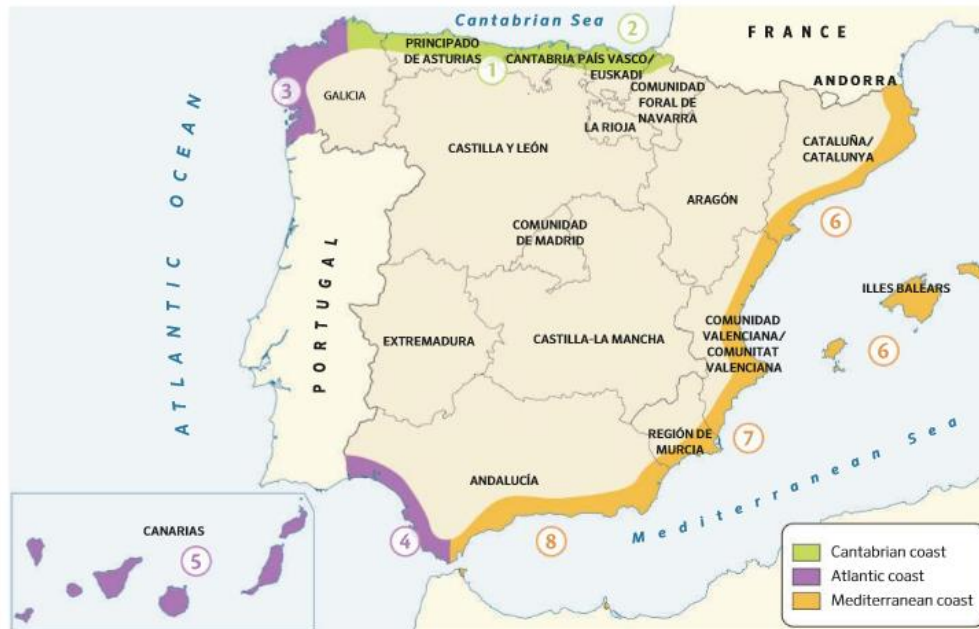 Cantabrian Sea
2
FRANCE
PRINCIPADO
DE ASTURIAS
CANTABRIA PAÍS VASCO/
EUSKADI
1
ANDORRA
3
GALICIA
COMUNIDAD
FORAL DE
NAVARRA
LA RIOJA
CASTILLA Y LEÓN
CATALUÑA/
CATALUNYA
ARAGÓN
6
ATLANTIC OCEAN
COMUNIDAD
DE MADRID
PORTUGAL
ILLES BALEARS
EXTREMADURA
CASTILLA-LA MANCHA
COMUNIDAD
VALENCIANA/
COMUNITAT
VALENCIANA
6
REGIÓN DE
MURCIA
7
Mediterranean Sea
ANDALUCÍA
CANARIAS
5
4
8
Cantabrian coast
Atlantic coast
Mediterranean coast